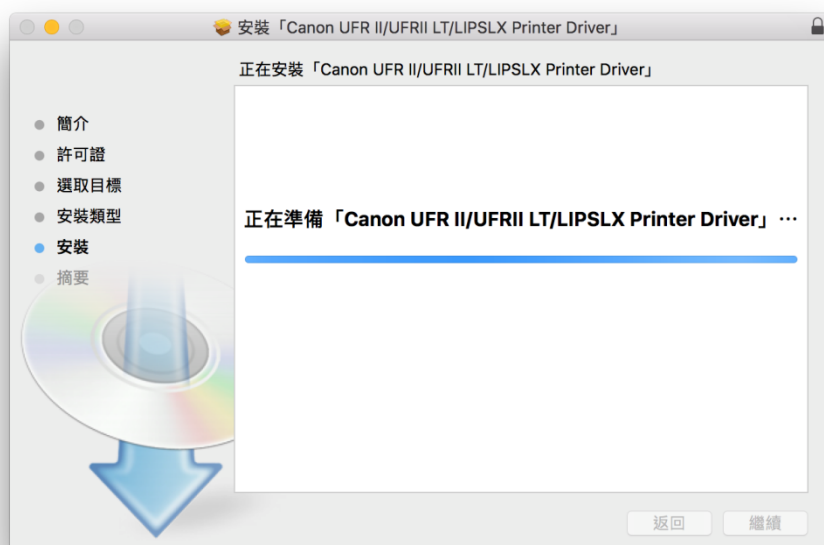 安裝「Canon UFR II/UFRII LT/LIPSLX Printer Driver」
正在安裝「Canon UFR II/UFRII LT/LIPSLX Printer Driver」
簡介
許可證
選取目標
安裝類型
安裝
摘要
正在準備「Canon UFR II/UFRII LT/LIPSLX Printer Driver」⋯
返回
繼續